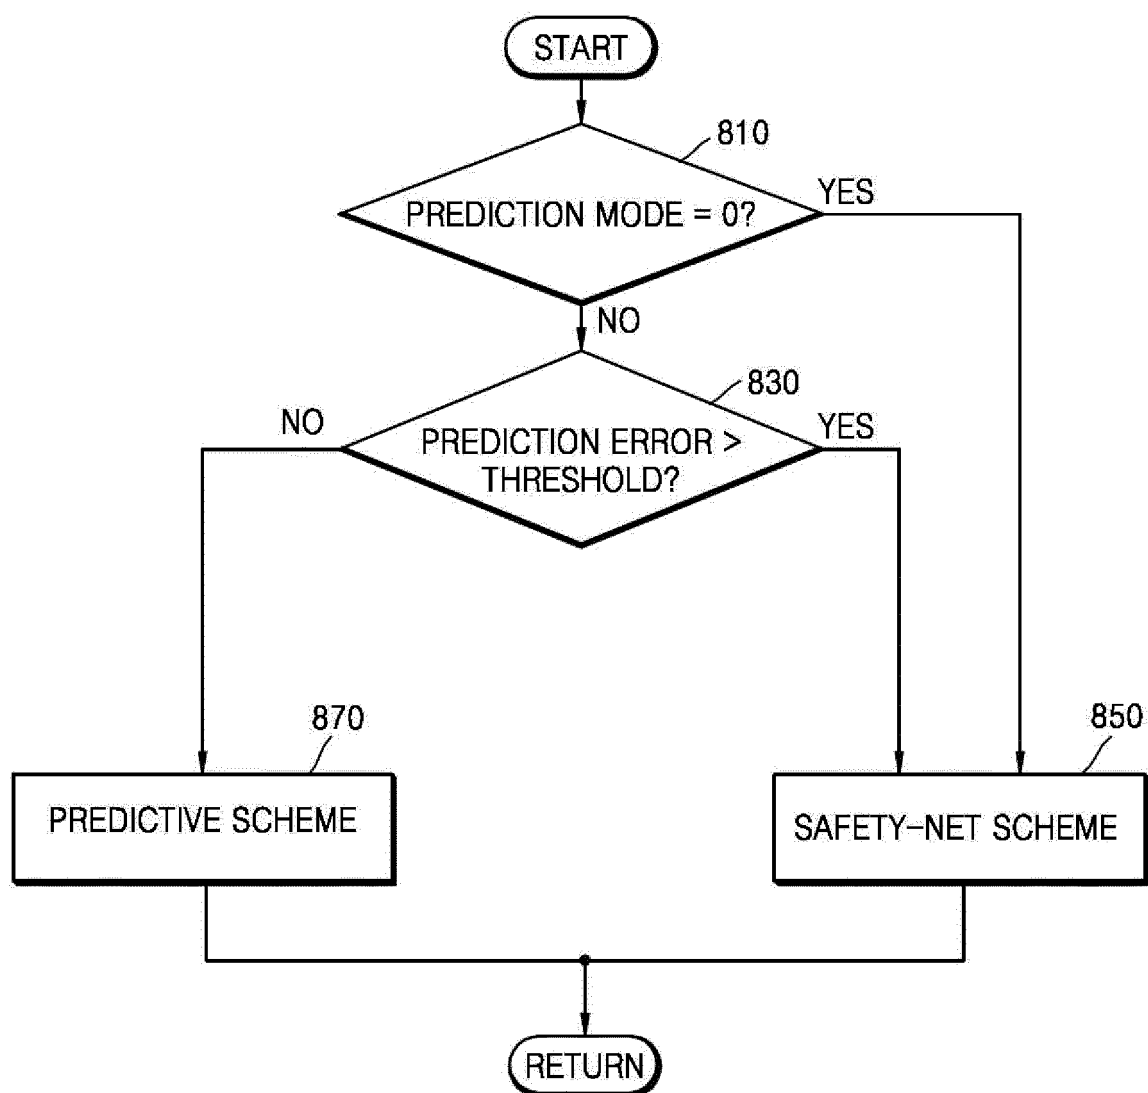 START
810
PREDICTION MODE = 0?
YES
NO
830
NO
PREDICTION ERROR >
THRESHOLD?
YES
870
PREDICTIVE SCHEME
850
SAFETY-NET SCHEME
RETURN